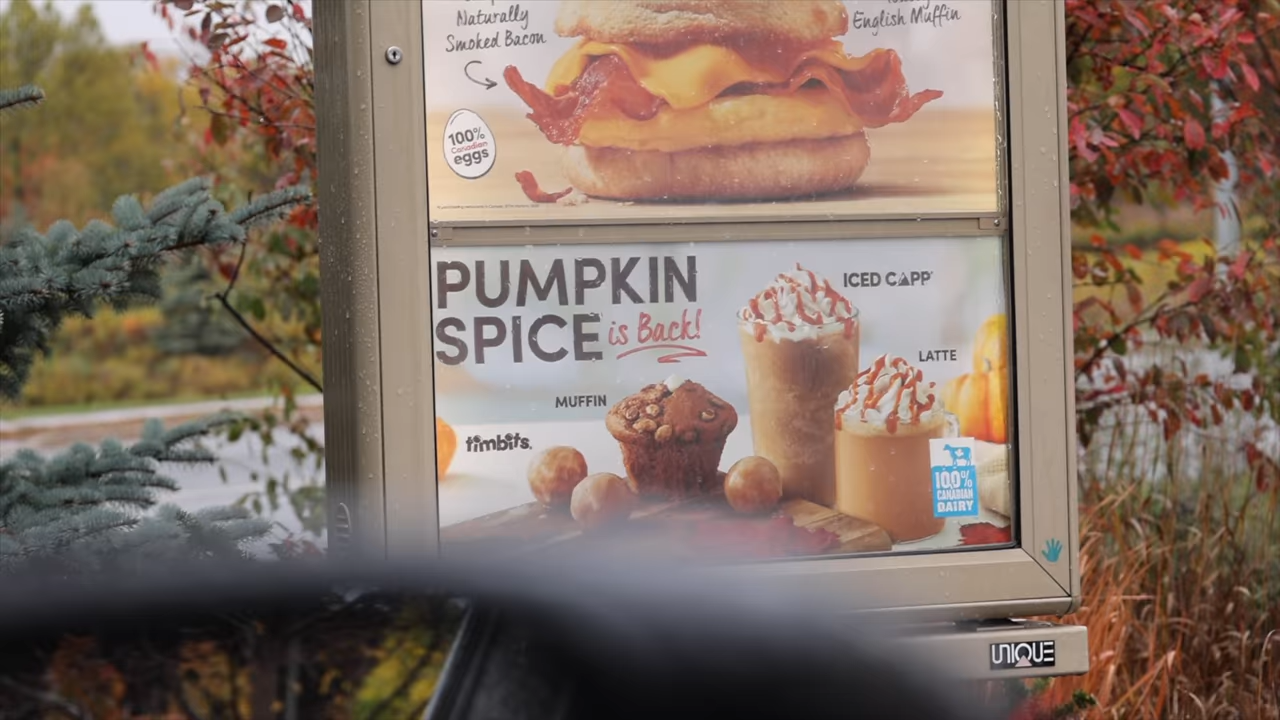 Naturally
Smoked Bacon
English Muffin
100%
Canadian
eggs
PUMPKIN
SPICE is Back!
ICED CAPP
LATTE
MUFFIN
timbits.
100%
CANADIAN
DAIRY
UNIQUE